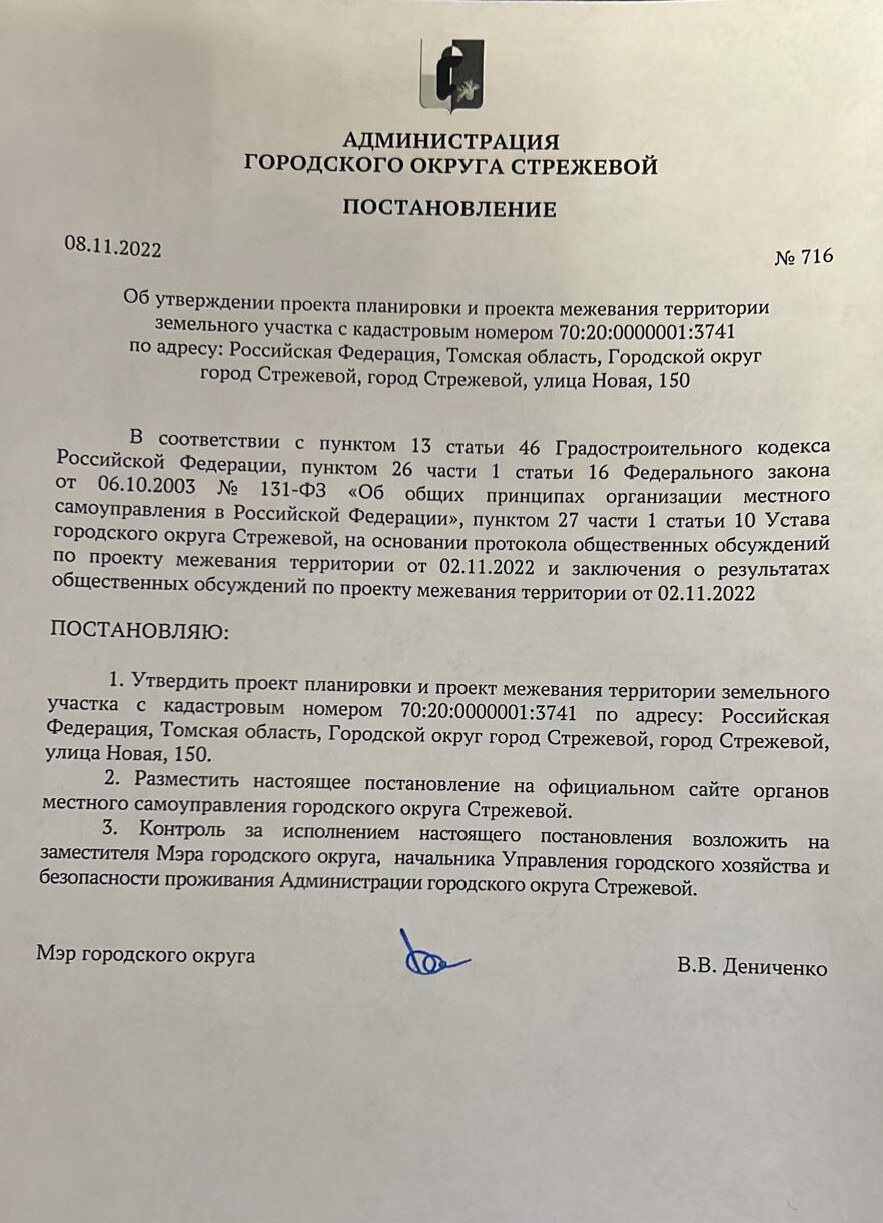 АДМИНИСТРАЦИЯ
ГОРОДСКОГО ОКРУГА СТРЕЖЕВОЙ
ПОСТАНОВЛЕНИЕ
08.11.2022
№ 716
Об утверждении проекта планировки и проекта межевания территории
земельного участка с кадастровым номером 70:20:0000001:3741
по адресу: Российская Федерация, Томская область, Городской округ
город Стрежевой, город Стрежевой, улица Новая, 150
В соответствии с пунктом 13 статьи 46 Градостроительного кодекса
Российской Федерации, пунктом 26 части 1 статьи 16 Федерального закона
от 06.10.2003 № 131-ФЗ «Об общих принципах организации местного
самоуправления в Российской Федерации», пунктом 27 части 1 статьи 10 Устава
городского округа Стрежевой, на основании протокола общественных обсуждений
по проекту межевания территории от 02.11.2022 и заключения о результатах
общественных обсуждений по проекту межевания территории от 02.11.2022
ПОСТАНОВЛЯЮ:
1. Утвердить проект планировки и проект межевания территории земельного
участка с кадастровым номером 70:20:0000001:3741 по адресу: Российская
Федерация, Томская область, Городской округ город Стрежевой, город Стрежевой,
улица Новая, 150.
2. Разместить настоящее постановление на официальном сайте органов
местного самоуправления городского округа Стрежевой.
3. Контроль за исполнением настоящего постановления возложить на
заместителя Мэра городского округа, начальника Управления городского хозяйства и
безопасности проживания Администрации городского округа Стрежевой.
Мэр городского округа
В.В. Дениченко